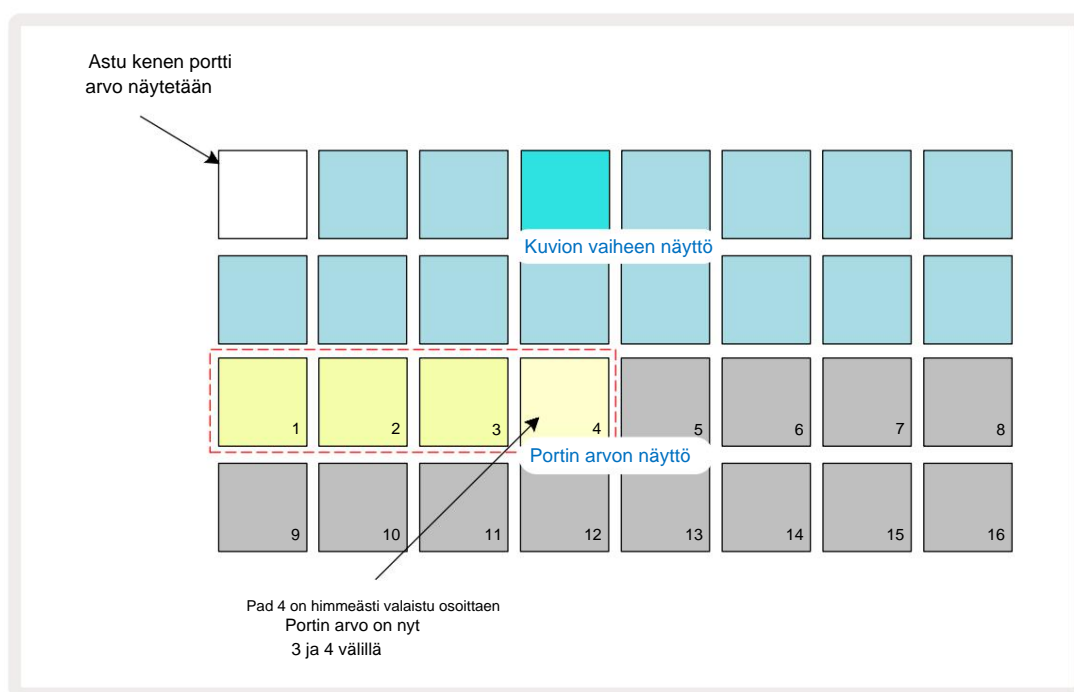 Astu kenen portti
arvo näytetään
Kuvion vaiheen näyttö
1 2 3 4 5 6 7 8
Portin arvon näyttö
9 10 11 12 13 14 15 16
Pad 4 on himmeästi valaistu osoittaen
Portin arvo on nyt
3 ja 4 välillä